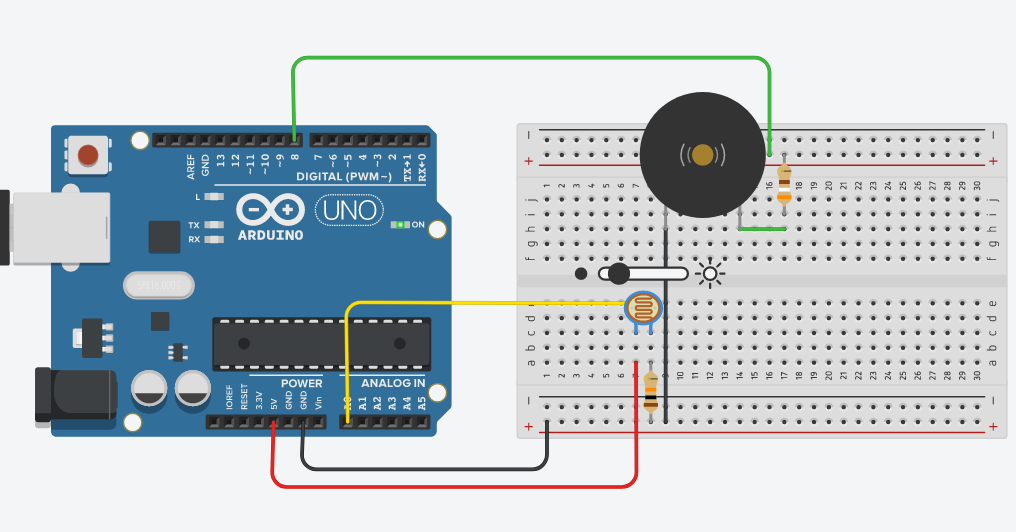 AREF
GND
13
12
~11
~10
~9
8
7
~6
~5
4
~3
2
TX→1
RX←0
DIGITAL (PWM~)
L
TX
RX
ARDUINO
UNO
ON
POWER
ANALOG IN
IOREF
RESET
3.3V
5V
GND
GND
Vin
A0
A1
A2
A3
A4
A5
− −
+ +
1 2 3 4 5 6 7 16 17 18 19 20 21 22 23 24 25 26 27 28 29 30
j j
i i
h h
g g
f f
e e
d d
c c
b b
a a
1 2 3 4 5 6 7 9 10 11 12 13 14 15 16 17 18 19 20 21 22 23 24 25 26 27 28 29 30
− −
+ +